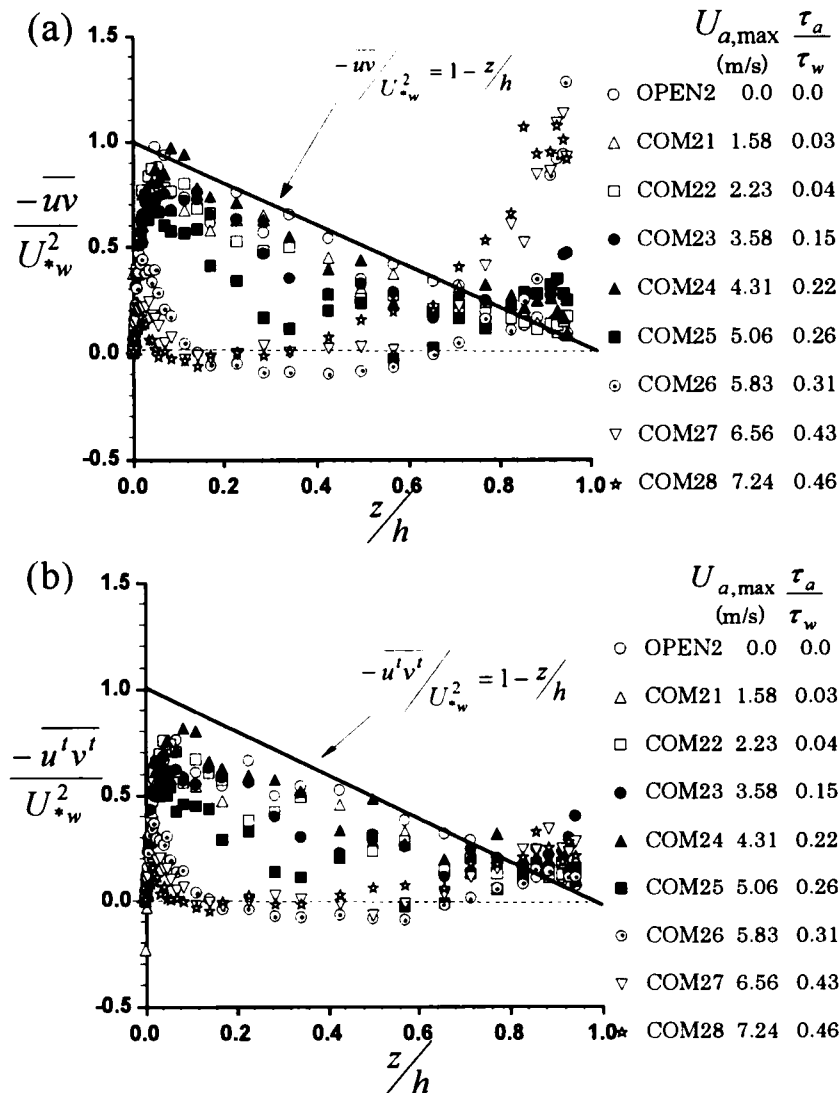 (a)
1.5
1.0
0.5
0.0
-0.5
−uv / U²*w
−uv / U²*w = 1 − z/h
0.0 0.2 0.4 0.6 0.8 1.0
z/h
U a,max τa/τw
(m/s)
OPEN2 0.0 0.0
COM21 1.58 0.03
COM22 2.23 0.04
COM23 3.58 0.15
COM24 4.31 0.22
COM25 5.06 0.26
COM26 5.83 0.31
COM27 6.56 0.43
COM28 7.24 0.46
(b)
1.5
1.0
0.5
0.0
-0.5
−uᵗvᵗ / U²*w
−uᵗvᵗ / U²*w = 1 − z/h
0.0 0.2 0.4 0.6 0.8 1.0
z/h
U a,max τa/τw
(m/s)
OPEN2 0.0 0.0
COM21 1.58 0.03
COM22 2.23 0.04
COM23 3.58 0.15
COM24 4.31 0.22
COM25 5.06 0.26
COM26 5.83 0.31
COM27 6.56 0.43
COM28 7.24 0.46